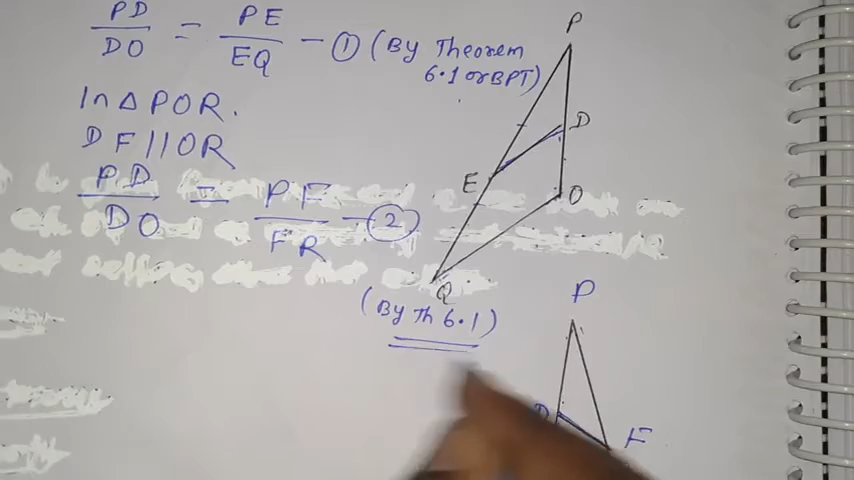 PD/DO = PE/EQ - ① (By Theorem
6.1 or BPT)
In Δ POR.
DF||OR
PD/DO = PF/FR - ②
(By Th 6.1)
P
D
E
O
Q
P
D
F